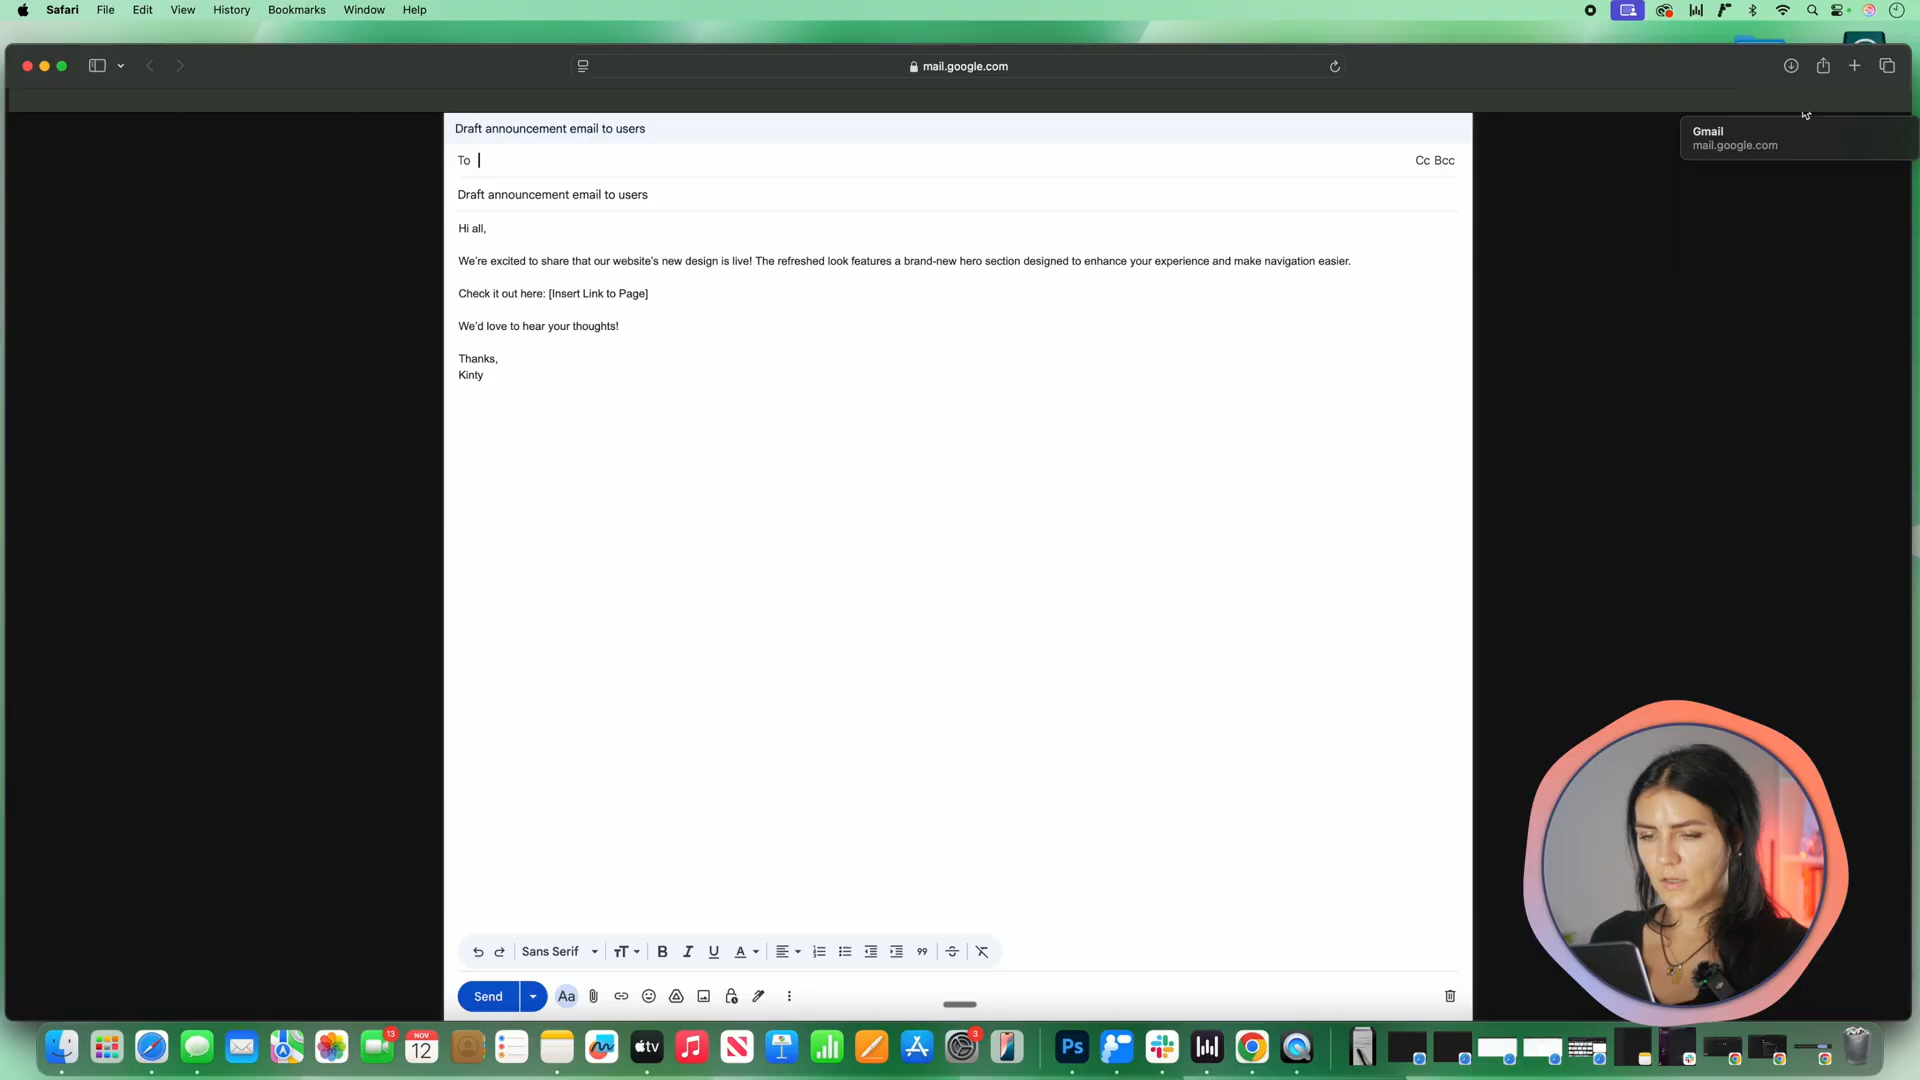 Safari File Edit View History Bookmarks Window Help
mail.google.com
Gmail
mail.google.com
Draft announcement email to users
To
Cc Bcc
Draft announcement email to users
Hi all,
We're excited to share that our website's new design is live! The refreshed look features a brand-new hero section designed to enhance your experience and make navigation easier.
Check it out here: [Insert Link to Page]
We'd love to hear your thoughts!
Thanks,
Kinty
Sans Serif
Send
Aa
13
NOV
12
tv
3
Ps